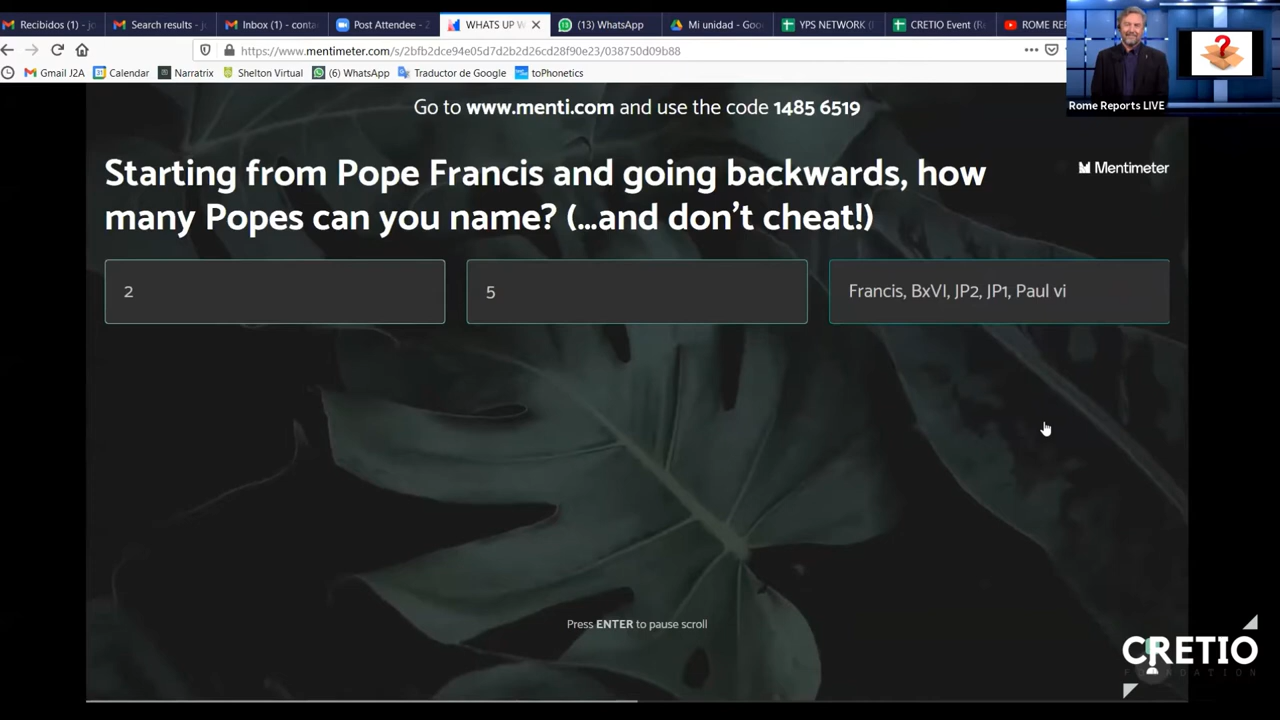 Recibidos (1) - j
Search results - j
Inbox (1) - conta
Post Attendee - Z
WHATS UP W
(13) WhatsApp
Mi unidad - Goo
YPS NETWORK (
CRETIO Event (Re
ROME REPOR
https://www.mentimeter.com/s/2bfb2dce94e05d7d2b2d26cd28f90e23/038750d09b88
Gmail J2A
Calendar
Narratrix
Shelton Virtual
(6) WhatsApp
Traductor de Google
toPhonetics
Rome Reports LIVE
?
Go to www.menti.com and use the code 1485 6519
Mentimeter
Starting from Pope Francis and going backwards, how
many Popes can you name? (...and don't cheat!)
2
5
Francis, BxVI, JP2, JP1, Paul vi
Press ENTER to pause scroll
CRETIO
FOUNDATION